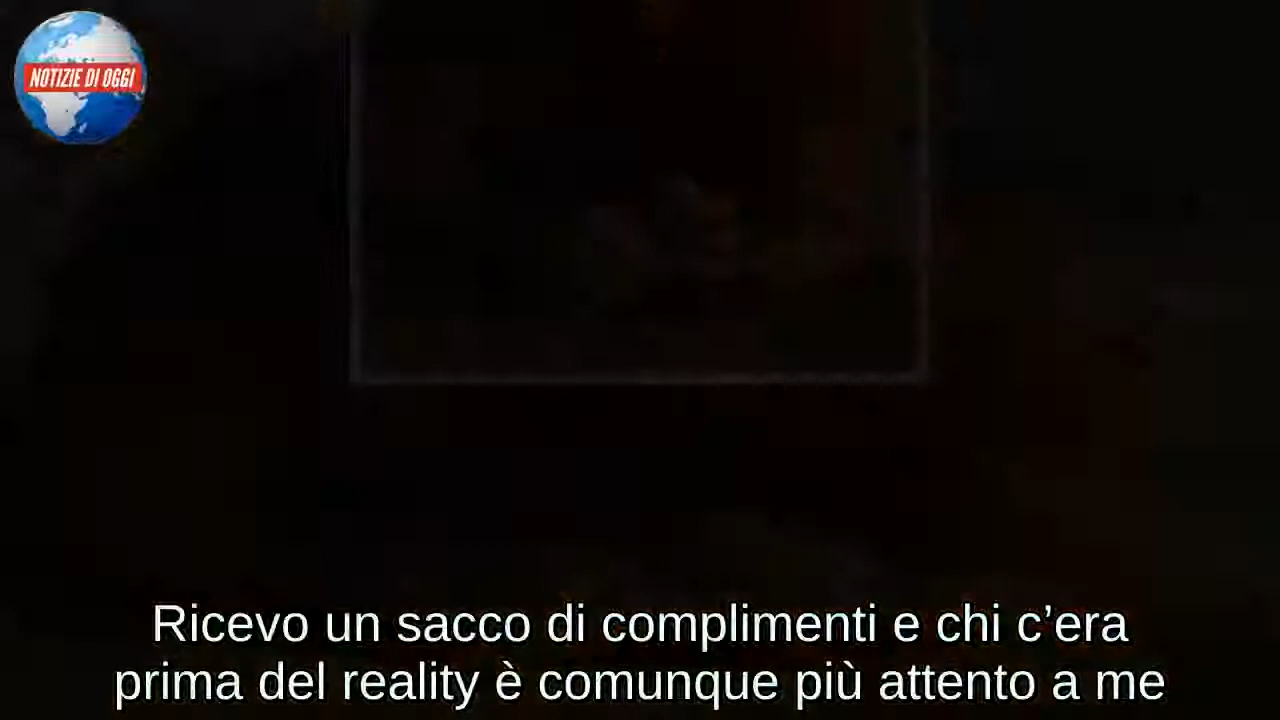 NOTIZIE DI OGGI
Ricevo un sacco di complimenti e chi c’era
prima del reality è comunque più attento a me